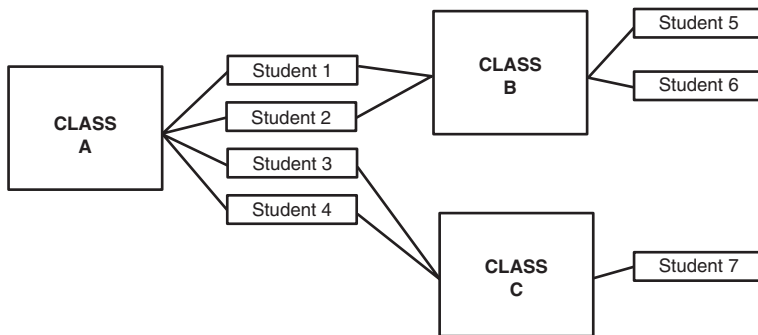 CLASS
A
Student 1
Student 2
Student 3
Student 4
CLASS
B
Student 5
Student 6
CLASS
C
Student 7